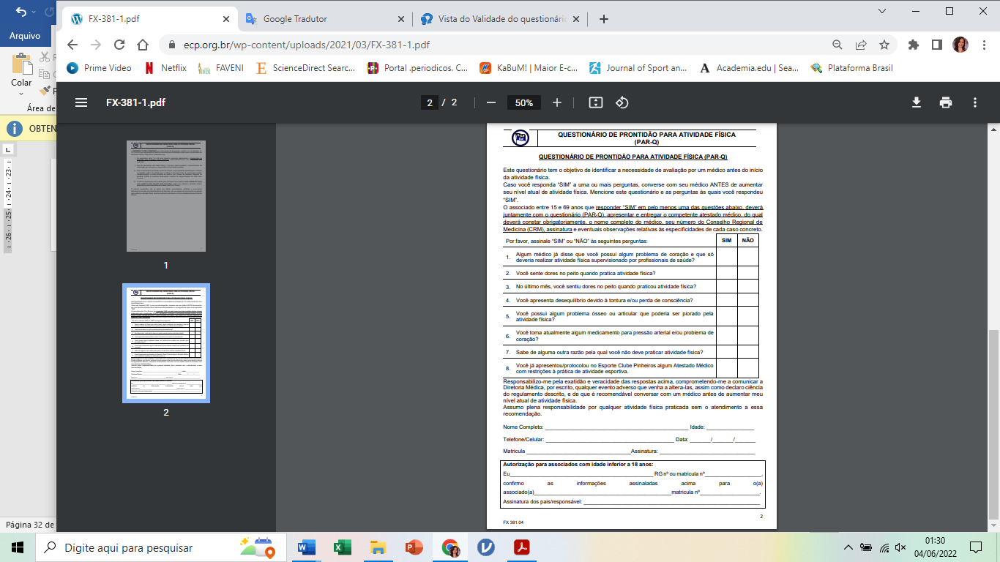 Arquivo
Colar
Área de
OBTEN
Página 32 de
FX-381-1.pdf
Google Tradutor
Vista do Validade do questionári
ecp.org.br/wp-content/uploads/2021/03/FX-381-1.pdf
Prime Video
Netflix
FAVENI
ScienceDirect Searc...
Portal .periodicos. C...
KaBuM! | Maior E-c...
Journal of Sport an...
Academia.edu | Sea...
Plataforma Brasil
FX-381-1.pdf
2 / 2
50%
1
2
QUESTIONÁRIO DE PRONTIDÃO PARA ATIVIDADE FÍSICA
(PAR-Q)
QUESTIONÁRIO DE PRONTIDÃO PARA ATIVIDADE FÍSICA (PAR-Q)
Este questionário tem o objetivo de identificar a necessidade de avaliação por um médico antes do início
da atividade física.
Caso você responda “SIM” a uma ou mais perguntas, converse com seu médico ANTES de aumentar
seu nível atual de atividade física. Mencione este questionário e as perguntas às quais você respondeu
“SIM”.
O associado entre 15 e 69 anos que responder “SIM” em pelo menos uma das questões abaixo, deverá
juntamente com o questionário (PAR-Q), apresentar e entregar o competente atestado médico, do qual
deverá constar obrigatoriamente, o nome completo do médico, seu número do Conselho Regional de
Medicina (CRM), assinatura e eventuais observações relativas às especificidades de cada caso concreto.
Por favor, assinale “SIM” ou “NÃO” às seguintes perguntas: SIM NÃO
1. Algum médico já disse que você possui algum problema de coração e que só
deveria realizar atividade física supervisionado por profissionais de saúde?
2. Você sente dores no peito quando pratica atividade física?
3. No último mês, você sentiu dores no peito quando praticou atividade física?
4. Você apresenta desequilíbrio devido à tontura e/ou perda de consciência?
5. Você possui algum problema ósseo ou articular que poderia ser piorado pela
atividade física?
6. Você toma atualmente algum medicamento para pressão arterial e/ou problema de
coração?
7. Sabe de alguma outra razão pela qual você não deve praticar atividade física?
8. Você já apresentou/protocolou no Esporte Clube Pinheiros algum Atestado Médico
com restrições à prática de atividade esportiva.
Responsabilizo-me pela exatidão e veracidade das respostas acima, comprometendo-me a comunicar a
Diretoria Médica, por escrito, qualquer evento adverso que venha a altera-las, assim como declaro ciência
do regulamento descrito, e de que é recomendável conversar com um médico antes de aumentar meu
nível atual de atividade física.
Assumo plena responsabilidade por qualquer atividade física praticada sem o atendimento a essa
recomendação.
Nome Completo: ______ Idade: ______
Telefone/Celular: ______ Data: ______/______/______
Matricula ______Assinatura: ______
Autorização para associados com idade inferior a 18 anos:
Eu______ RG nº ou matricula nº______,
confirmo as informações assinaladas acima para o(a)
associado(a)______matricula nº______.
Assinatura dos pais/responsável: ______
2
FX 381.04
Digite aqui para pesquisar
01:30
04/06/2022